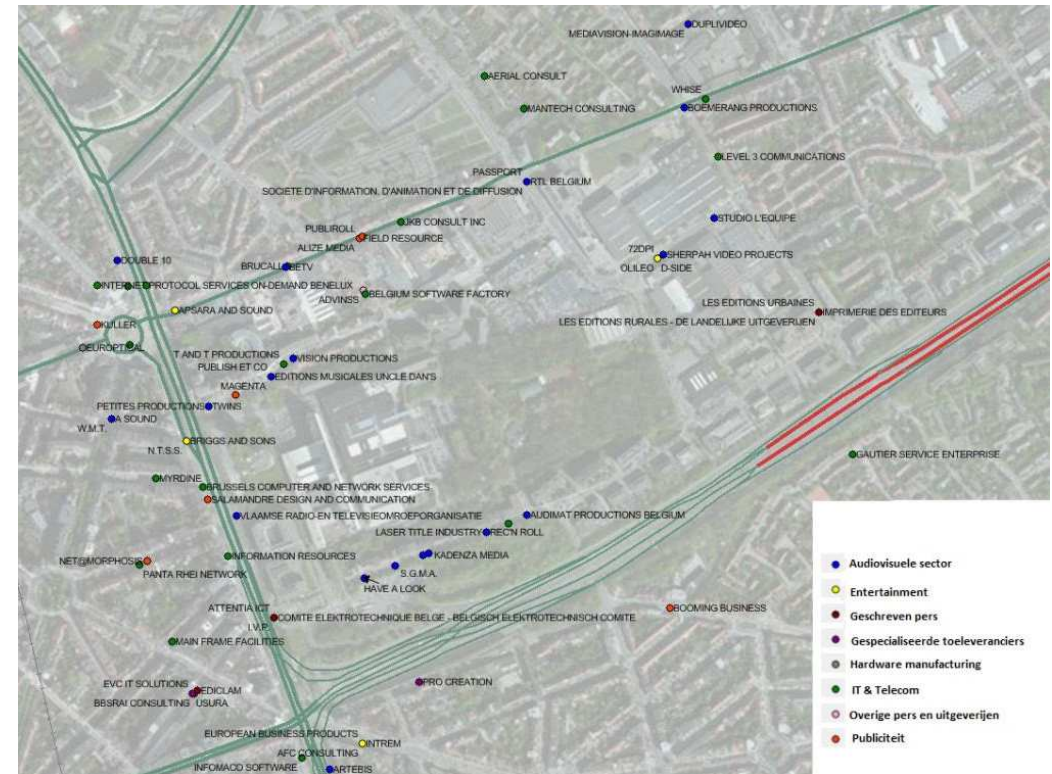 DUPLIVIDEO
MEDIAVISION-IMAGIMAGE
AERIAL CONSULT
WHISE
MANTECH CONSULTING
BOEMERANG PRODUCTIONS
LEVEL 3 COMMUNICATIONS
PASSPORT
RTL BELGIUM
SOCIETE D'INFORMATION, D'ANIMATION ET DE DIFFUSION
STUDIO L'EQUIPE
JKB CONSULT INC
PUBLIROLL
FIELD RESOURCE
ALIZE MEDIA
72DPI
SHERPAH VIDEO PROJECTS
DOUBLE 10
BRUCALL
BETV
OLILEO D-SIDE
INTERNET PROTOCOL SERVICES ON-DEMAND BENELUX
BELGIUM SOFTWARE FACTORY
ADVINSS
LES EDITIONS URBAINES
APSARA AND SOUND
IMPRIMERIE DES EDITEURS
LES EDITIONS RURALES - DE LANDELIJKE UITGEVERIJEN
KULLER
T AND T PRODUCTIONS
VISION PRODUCTIONS
PUBLISH ET CO
EDITIONS MUSICALES UNCLE DAN'S
MAGENTA
PETITES PRODUCTIONS
TWINS
A SOUND
W.M.T.
BRIGGS AND SONS
N.T.S.S.
GAUTIER SERVICE ENTERPRISE
MYRDINE
BRUSSELS COMPUTER AND NETWORK SERVICES
SALAMANDRE DESIGN AND COMMUNICATION
VLAAMSE RADIO-EN TELEVISIEOMROEPORGANISATIE
AUDIMAT PRODUCTIONS BELGIUM
LASER TITLE INDUSTRY
REC'N ROLL
NET@MORPHOSIS
INFORMATION RESOURCES
KADENZA MEDIA
PANTA RHEI NETWORK
S.G.M.A.
HAVE A LOOK
ATTENTIA ICT
BOOMING BUSINESS
COMITE ELEKTROTECHNIQUE BELGE - BELGISCH ELEKTROTECHNISCH COMITE
I.V.P.
MAIN FRAME FACILITIES
EVC IT SOLUTIONS
EDICLAM
PRO CREATION
BBSRAI CONSULTING
USURA
EUROPEAN BUSINESS PRODUCTS
INTREM
AFC CONSULTING
INFOMACO SOFTWARE
ARTEBIS
Audiovisuele sector
Entertainment
Geschreven pers
Gespecialiseerde toeleveranciers
Hardware manufacturing
IT & Telecom
Overige pers en uitgeverijen
Publiciteit